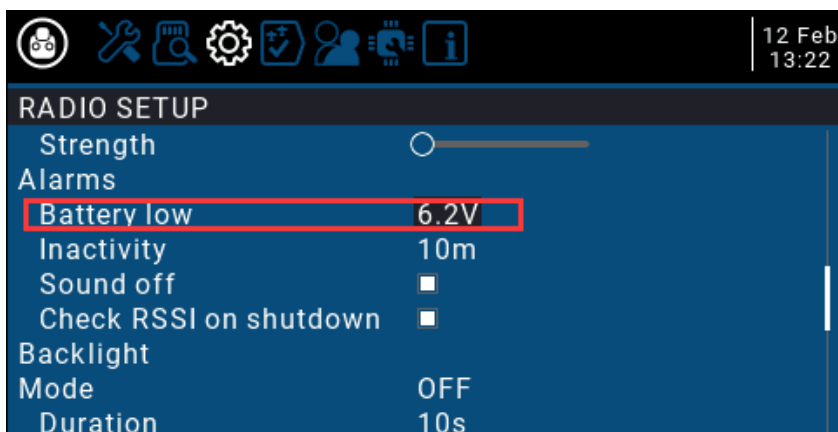 12 Feb
13:22
RADIO SETUP
Strength
Alarms
Battery low 6.2V
Inactivity 10m
Sound off
Check RSSI on shutdown
Backlight
Mode OFF
Duration 10s